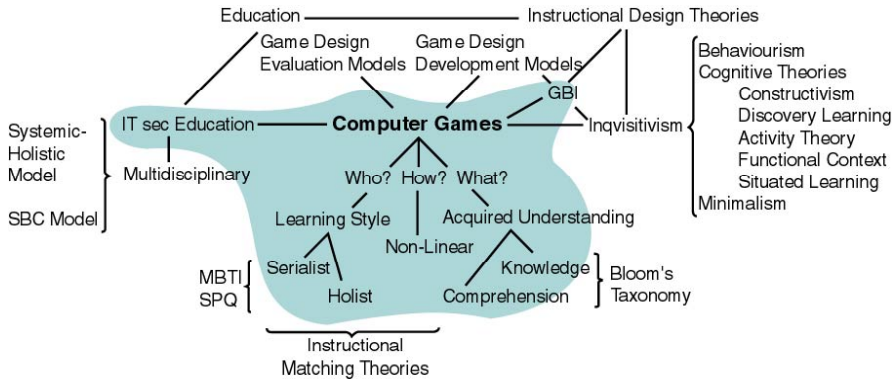 Education
Instructional Design Theories
Game Design
Evaluation Models
Game Design
Development Models
GBI
Behaviourism
Cognitive Theories
Constructivism
Discovery Learning
Activity Theory
Functional Context
Situated Learning
Minimalism
IT sec Education
Computer Games
Inqvisitivism
Systemic-
Holistic
Model
SBC Model
Multidisciplinary
Who?
How?
What?
Learning Style
Acquired Understanding
Non-Linear
Serialist
Holist
MBTI
SPQ
Knowledge
Comprehension
Bloom's
Taxonomy
Instructional
Matching Theories